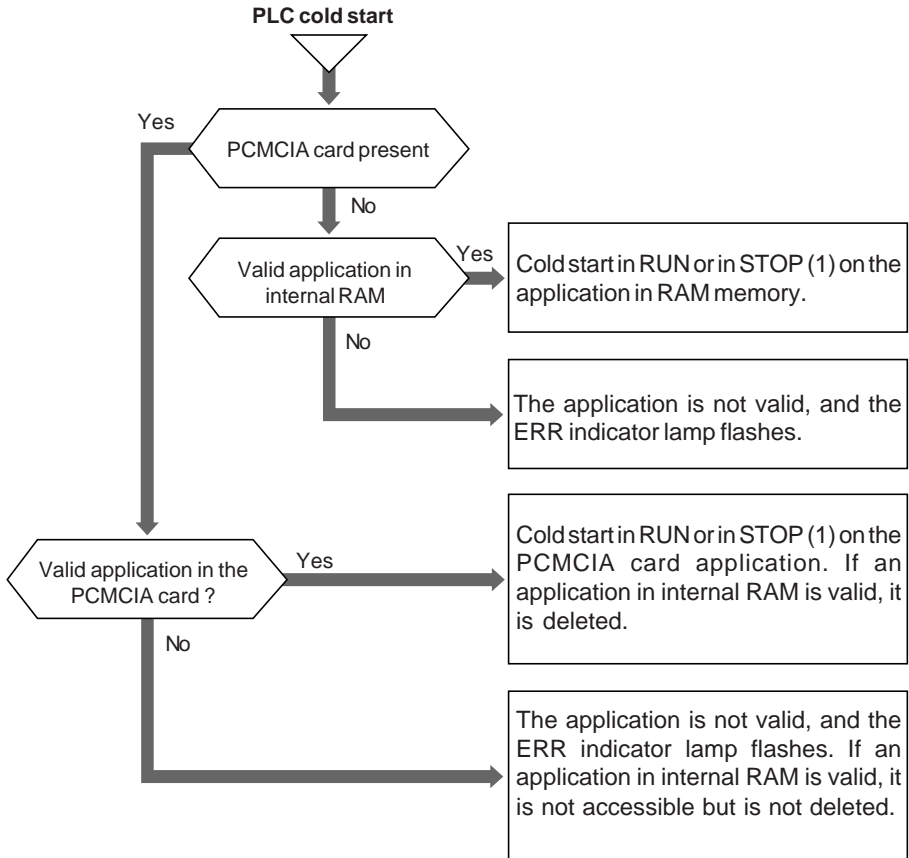 PLC cold start
Yes
PCMCIA card present
No
Valid application in
internal RAM
Yes
Cold start in RUN or in STOP (1) on the
application in RAM memory.
No
The application is not valid, and the
ERR indicator lamp flashes.
Valid application in the
PCMCIA card ?
Yes
Cold start in RUN or in STOP (1) on the
PCMCIA card application. If an
application in internal RAM is valid, it
is deleted.
No
The application is not valid, and the
ERR indicator lamp flashes. If an
application in internal RAM is valid, it
is not accessible but is not deleted.